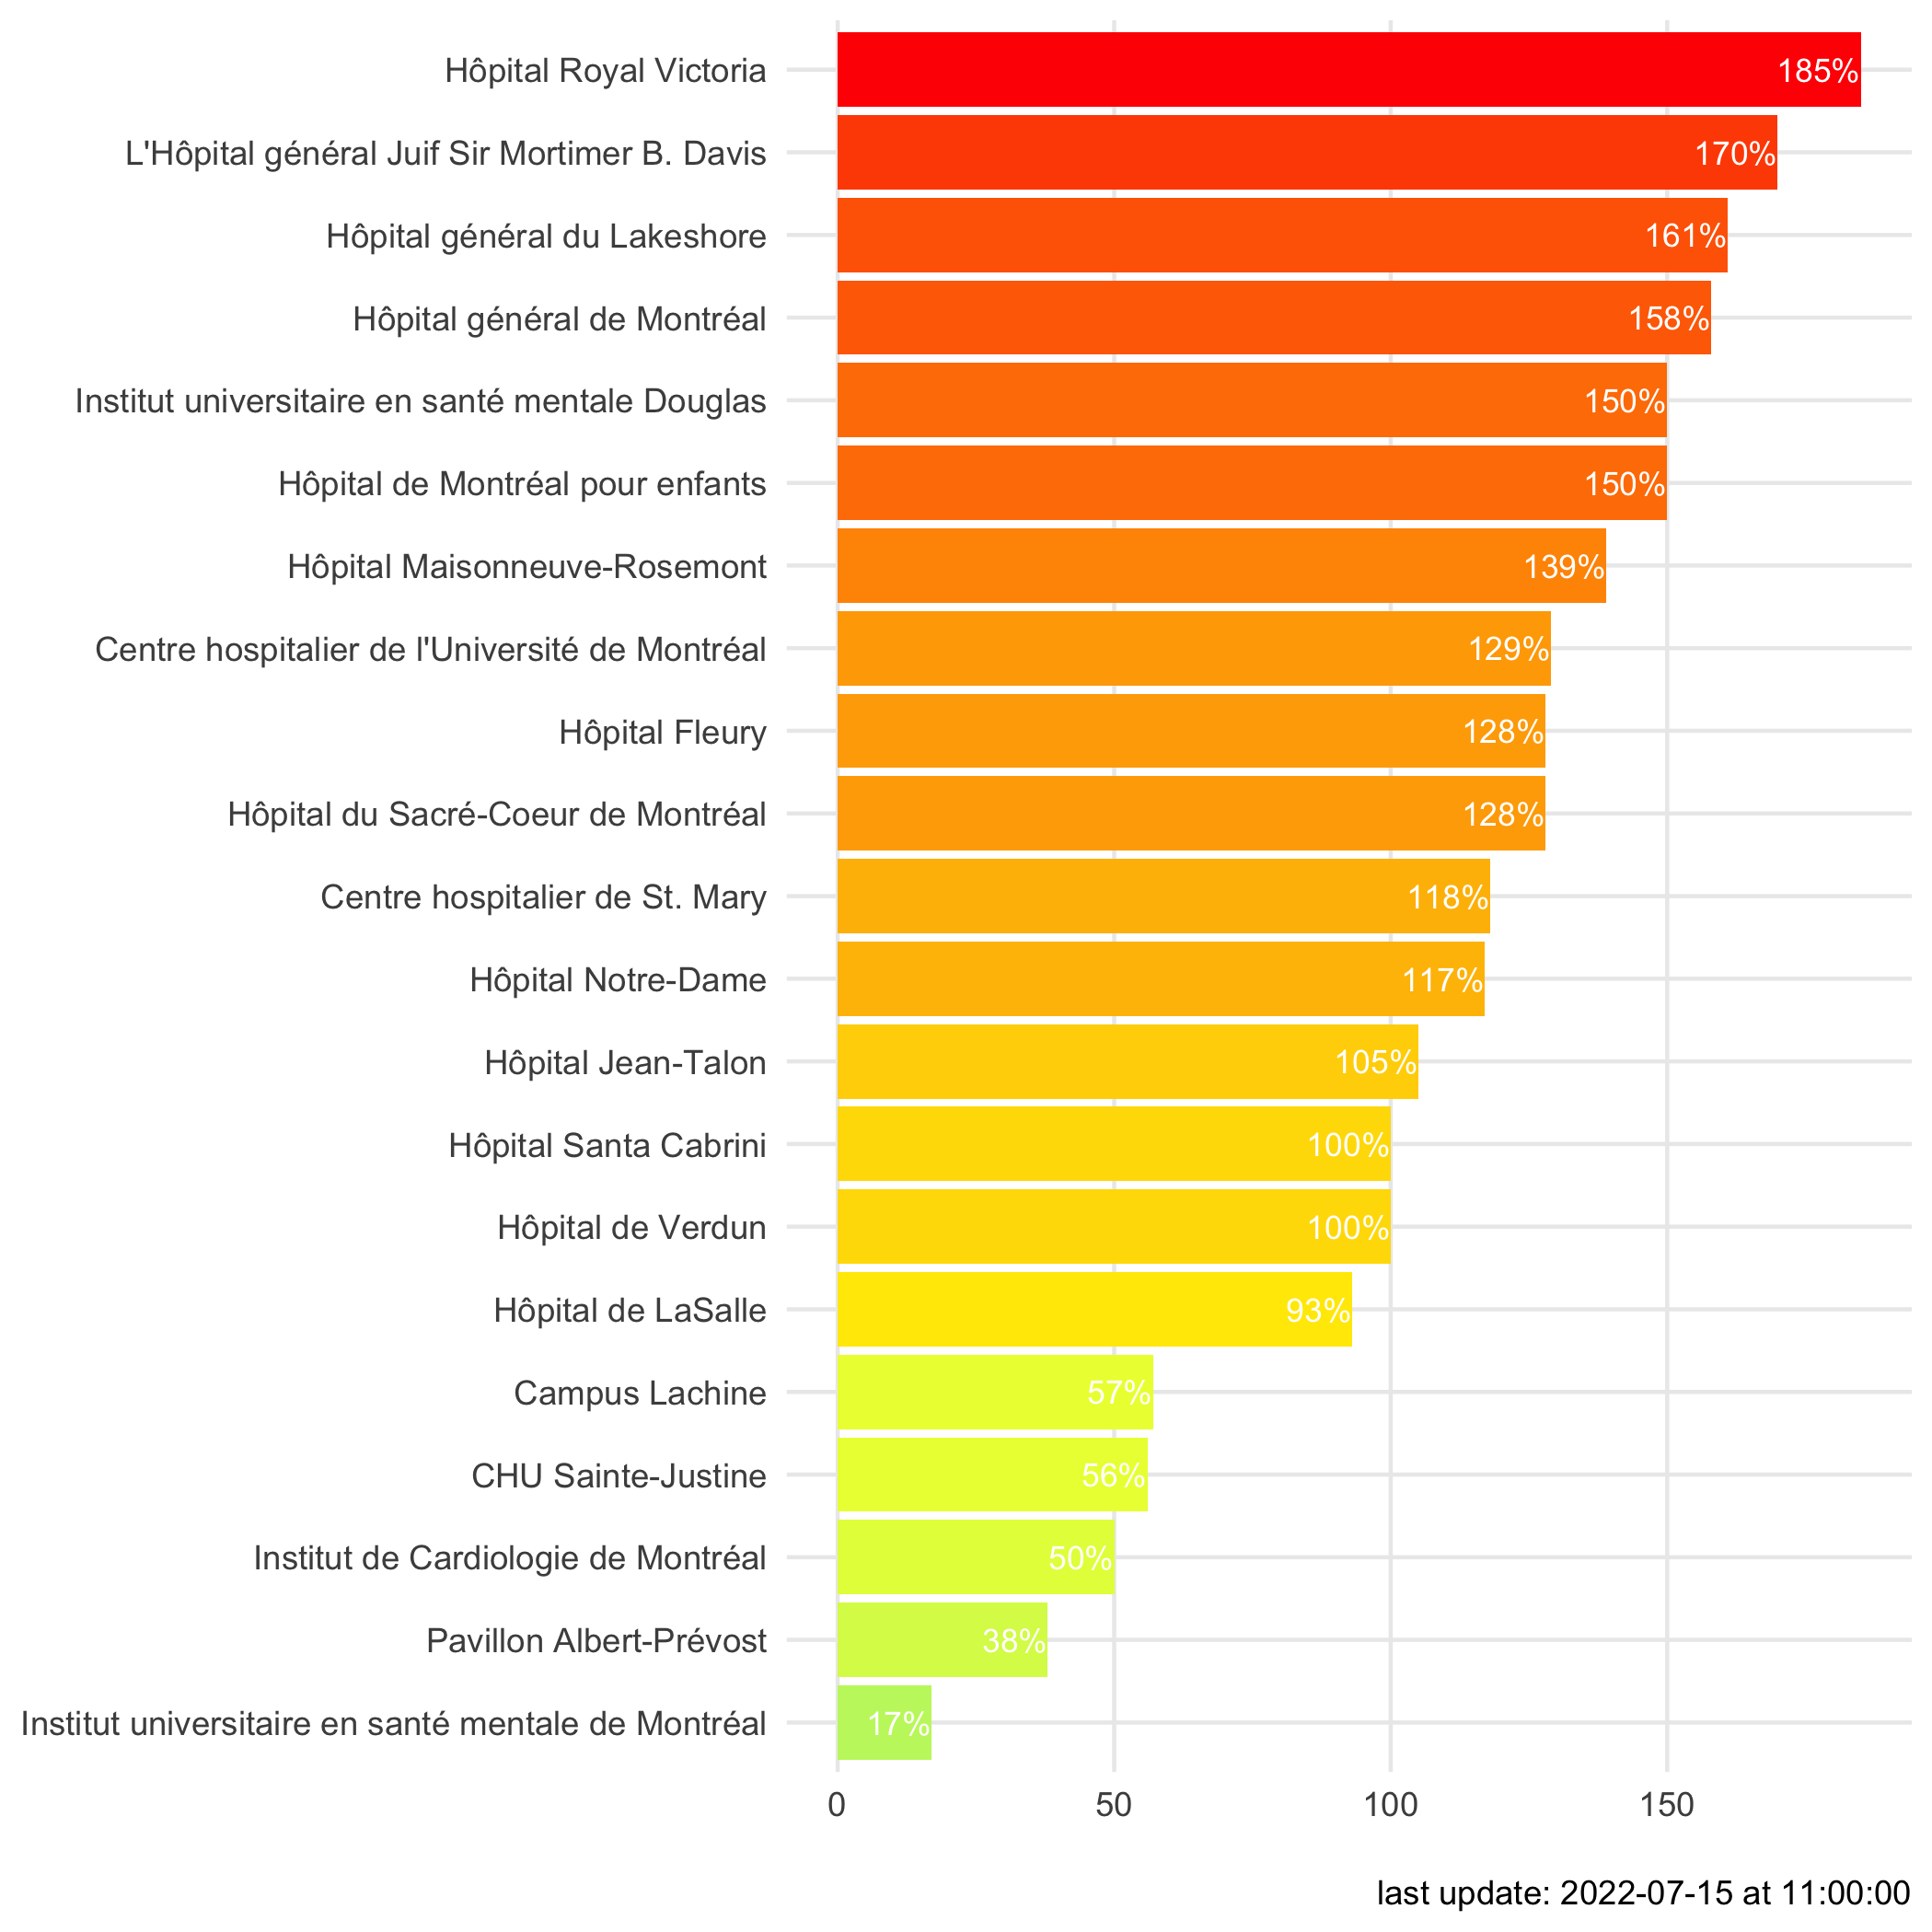 Hôpital Royal Victoria 185%
L'Hôpital général Juif Sir Mortimer B. Davis 170%
Hôpital général du Lakeshore 161%
Hôpital général de Montréal 158%
Institut universitaire en santé mentale Douglas 150%
Hôpital de Montréal pour enfants 150%
Hôpital Maisonneuve-Rosemont 139%
Centre hospitalier de l'Université de Montréal 129%
Hôpital Fleury 128%
Hôpital du Sacré-Coeur de Montréal 128%
Centre hospitalier de St. Mary 118%
Hôpital Notre-Dame 117%
Hôpital Jean-Talon 105%
Hôpital Santa Cabrini 100%
Hôpital de Verdun 100%
Hôpital de LaSalle 93%
Campus Lachine 57%
CHU Sainte-Justine 56%
Institut de Cardiologie de Montréal 50%
Pavillon Albert-Prévost 38%
Institut universitaire en santé mentale de Montréal 17%
0 50 100 150
last update: 2022-07-15 at 11:00:00